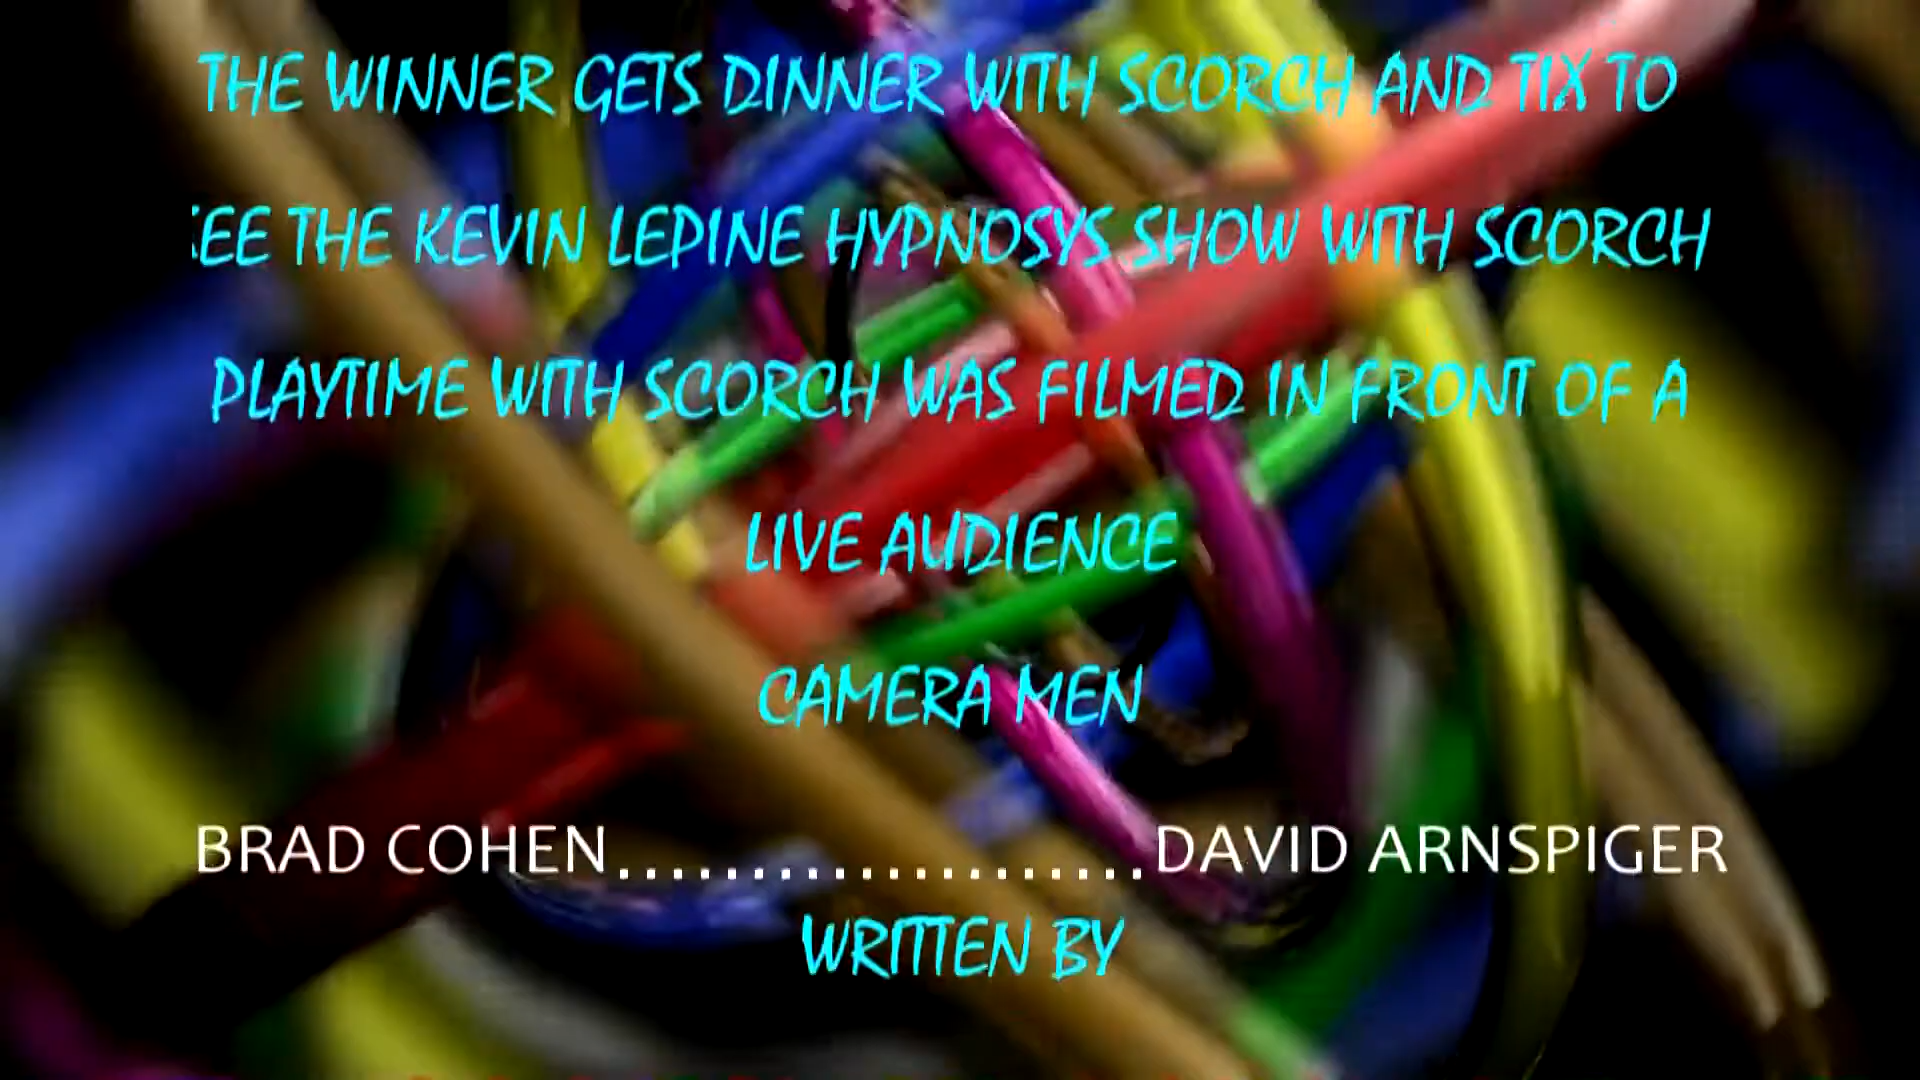 THE WINNER GETS DINNER WITH SCORCH AND TIX TO
EE THE KEVIN LEPINE HYPNOSYS SHOW WITH SCORCH
PLAYTIME WITH SCORCH WAS FILMED IN FRONT OF A
LIVE AUDIENCE
CAMERA MEN
BRAD COHEN....................DAVID ARNSPIGER
WRITTEN BY